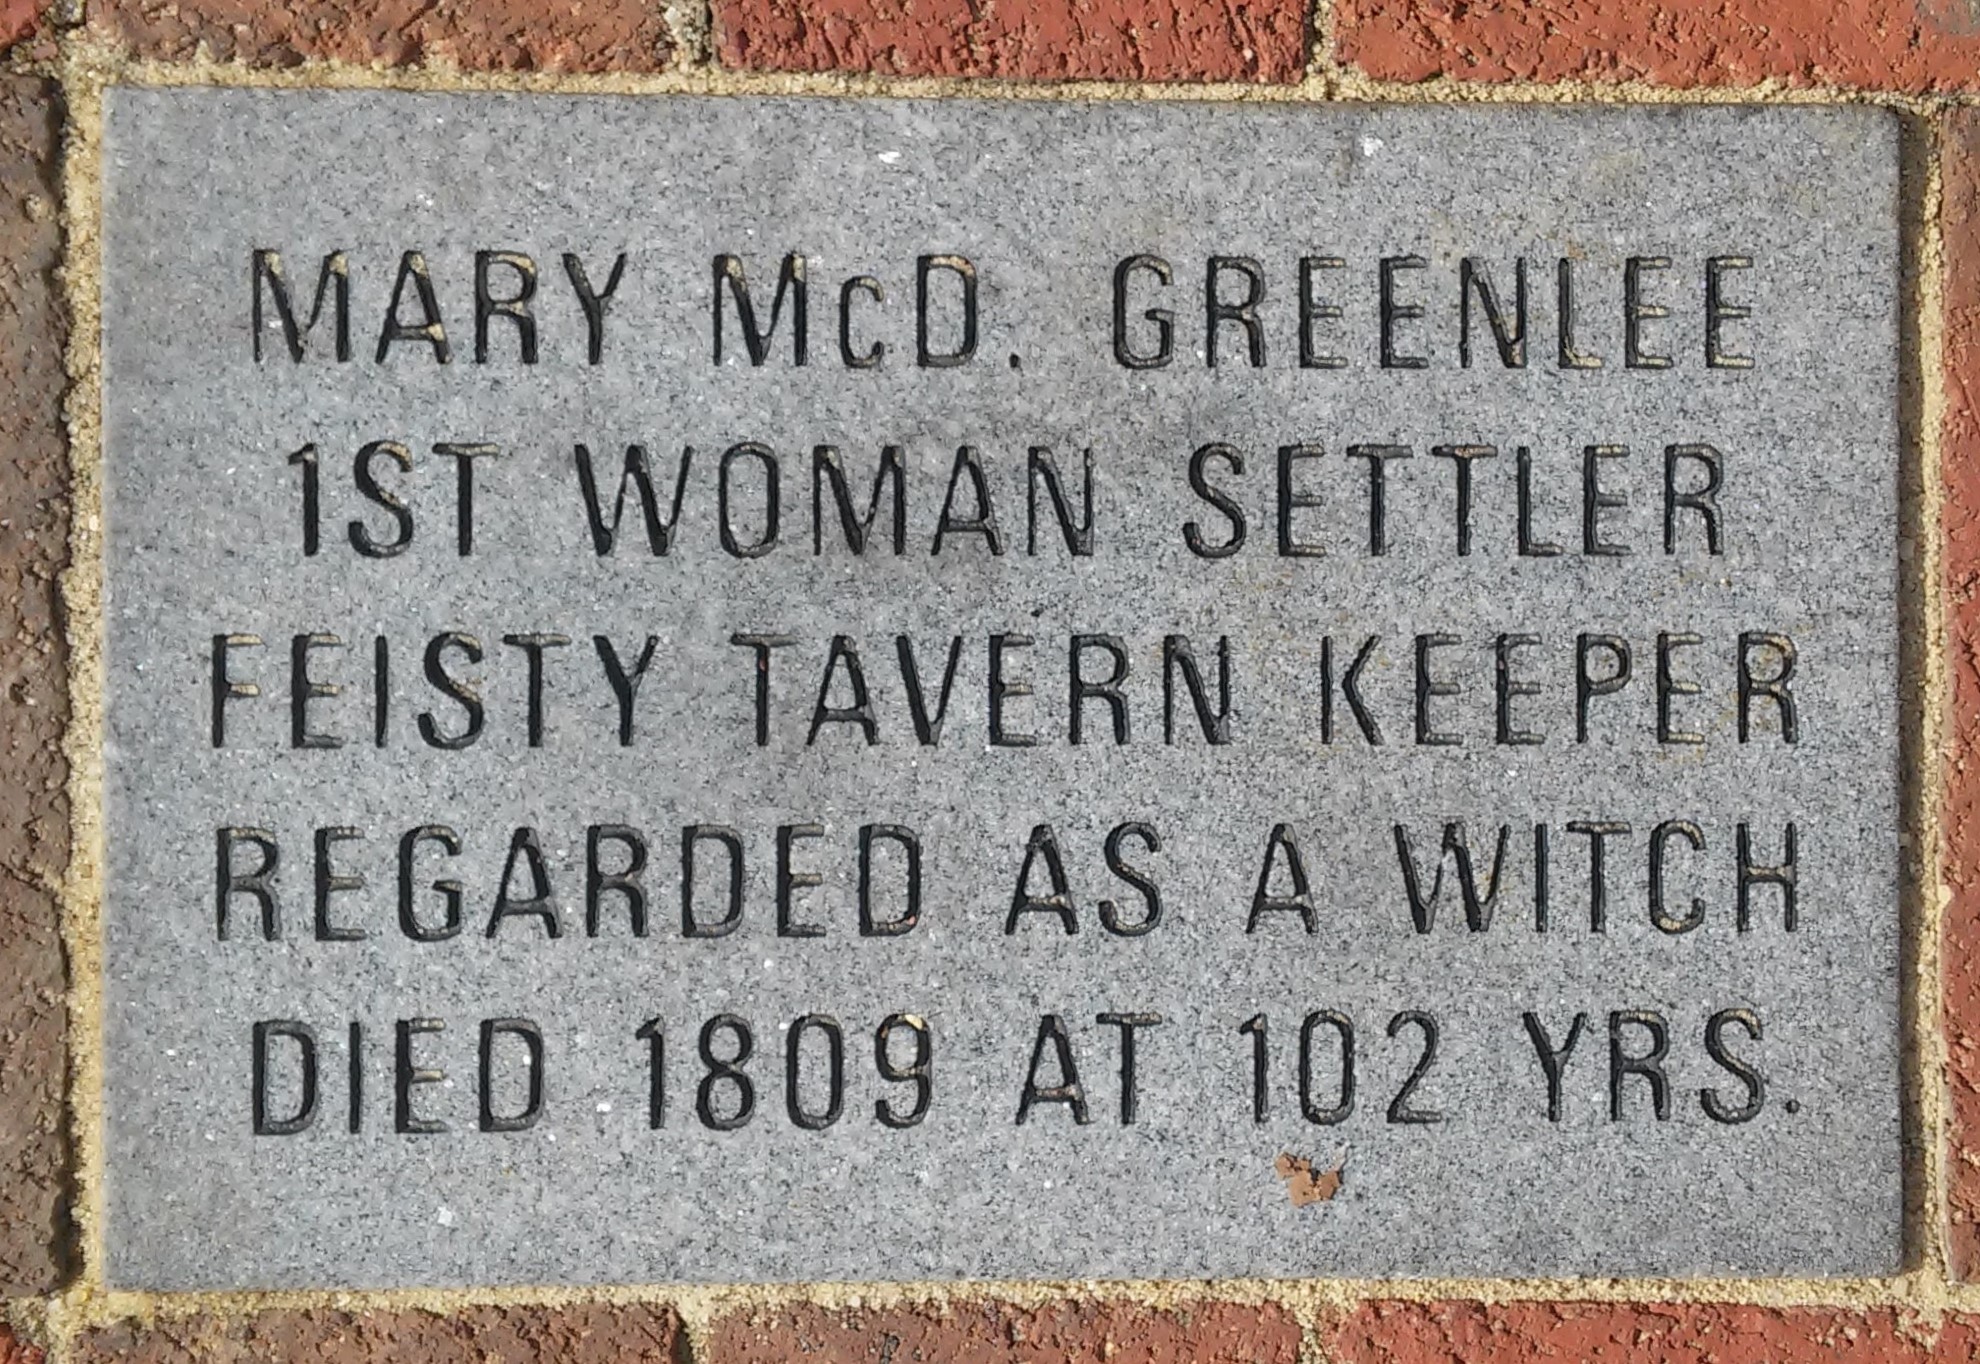 MARY McD. GREENLEE
1ST WOMAN SETTLER
FEISTY TAVERN KEEPER
REGARDED AS A WITCH
DIED 1809 AT 102 YRS.